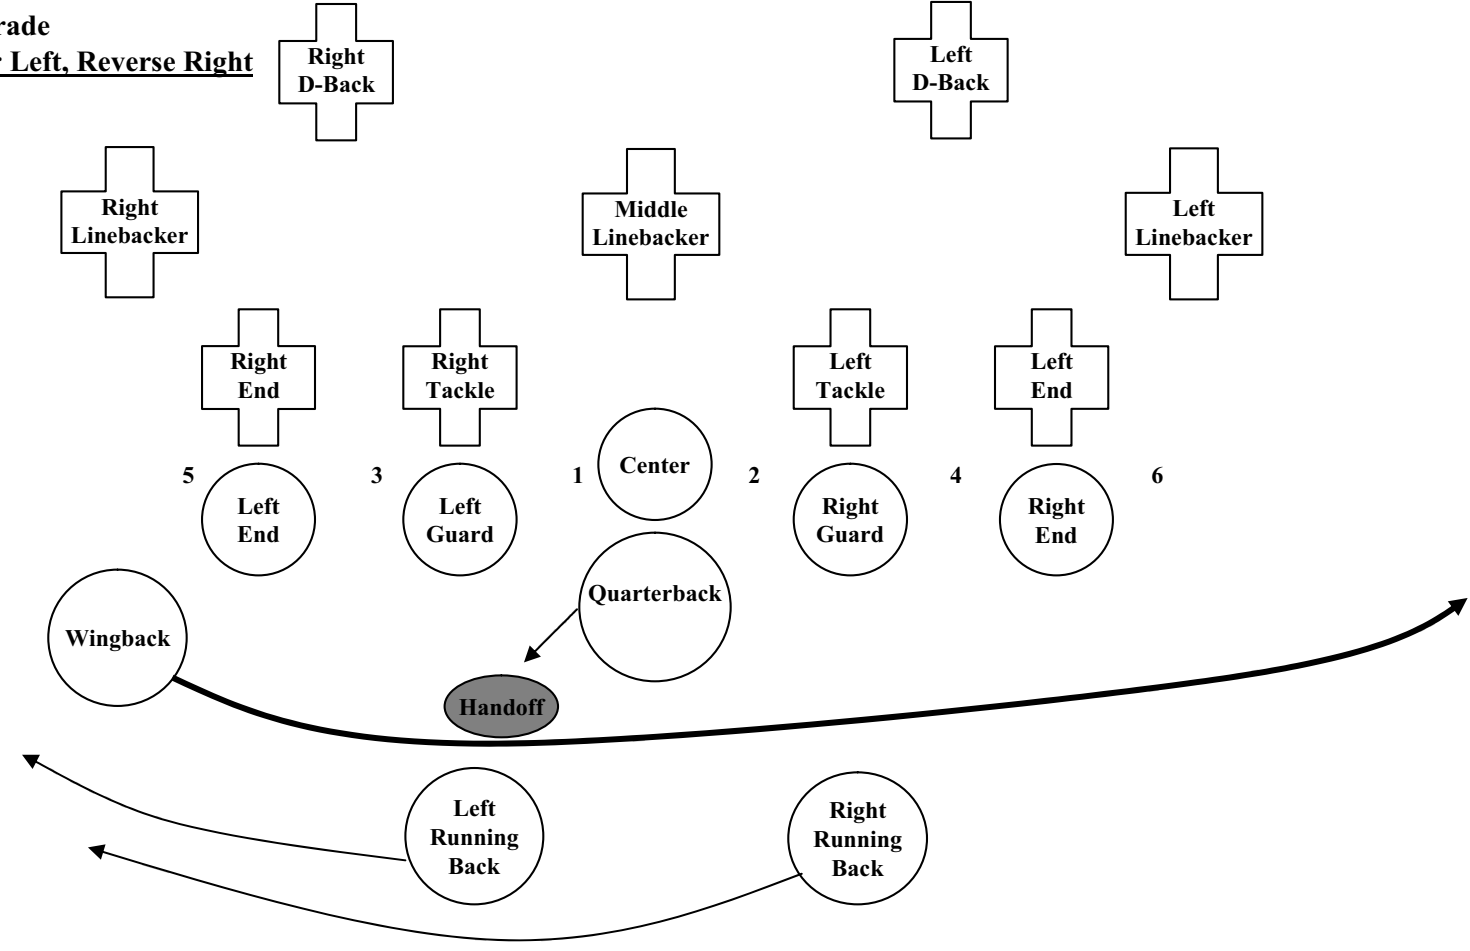 Left, Reverse Right
Right
D-Back
Left
D-Back
Right
Linebacker
Middle
Linebacker
Left
Linebacker
Right
End
Right
Tackle
Left
Tackle
Left
End
5
3
1
Center
2
4
6
Left
End
Left
Guard
Right
Guard
Right
End
Quarterback
Wingback
Handoff
Left
Running
Back
Right
Running
Back